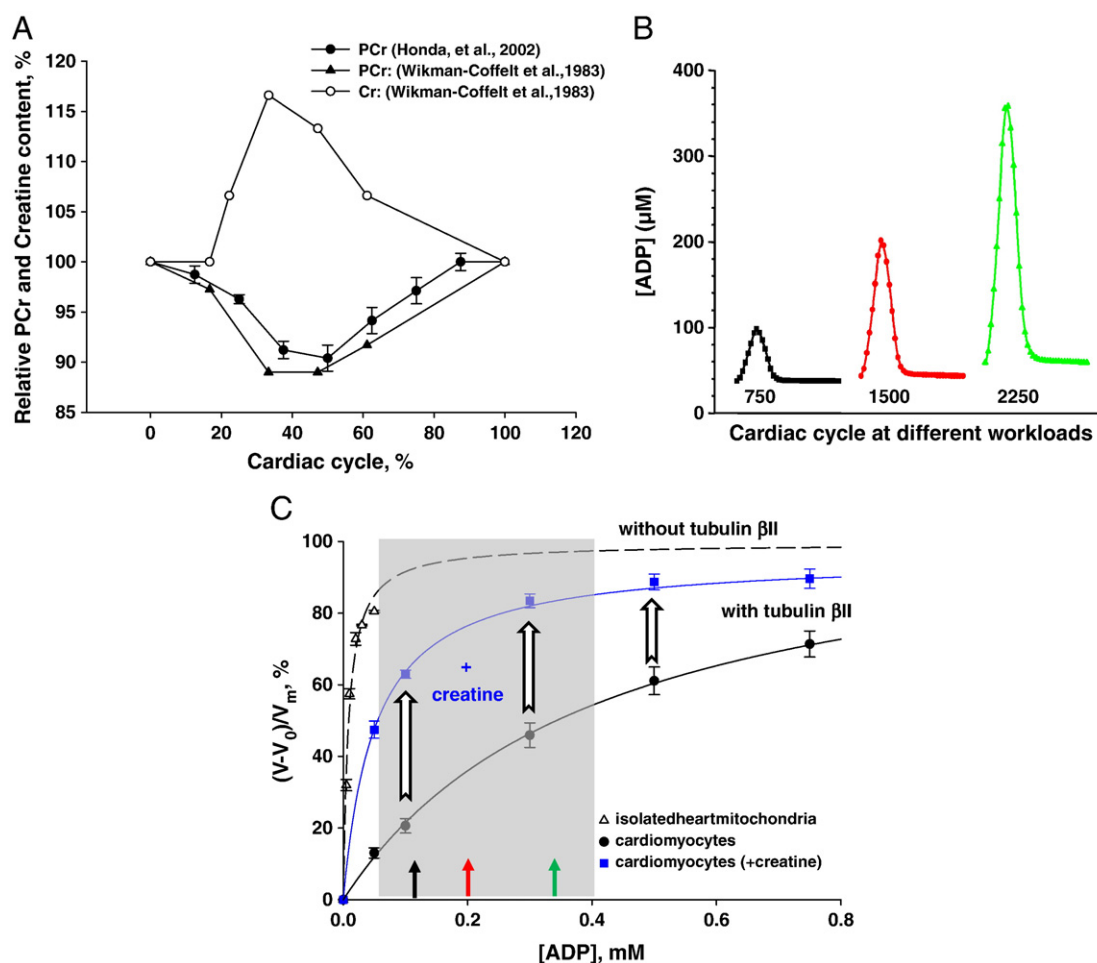 A
PCr (Honda, et al., 2002)
PCr: (Wikman-Coffelt et al.,1983)
Cr: (Wikman-Coffelt et al.,1983)
Relative PCr and Creatine content, %
120
115
110
105
100
95
90
85
0 20 40 60 80 100 120
Cardiac cycle, %
B
[ADP] (µM)
400
300
200
100
0
750 1500 2250
Cardiac cycle at different workloads
C
(V-V0)/Vm, %
100
80
60
40
20
0
without tubulin βII
with tubulin βII
+
creatine
isolatedheartmitochondria
cardiomyocytes
cardiomyocytes (+creatine)
0.0 0.2 0.4 0.6 0.8
[ADP], mM